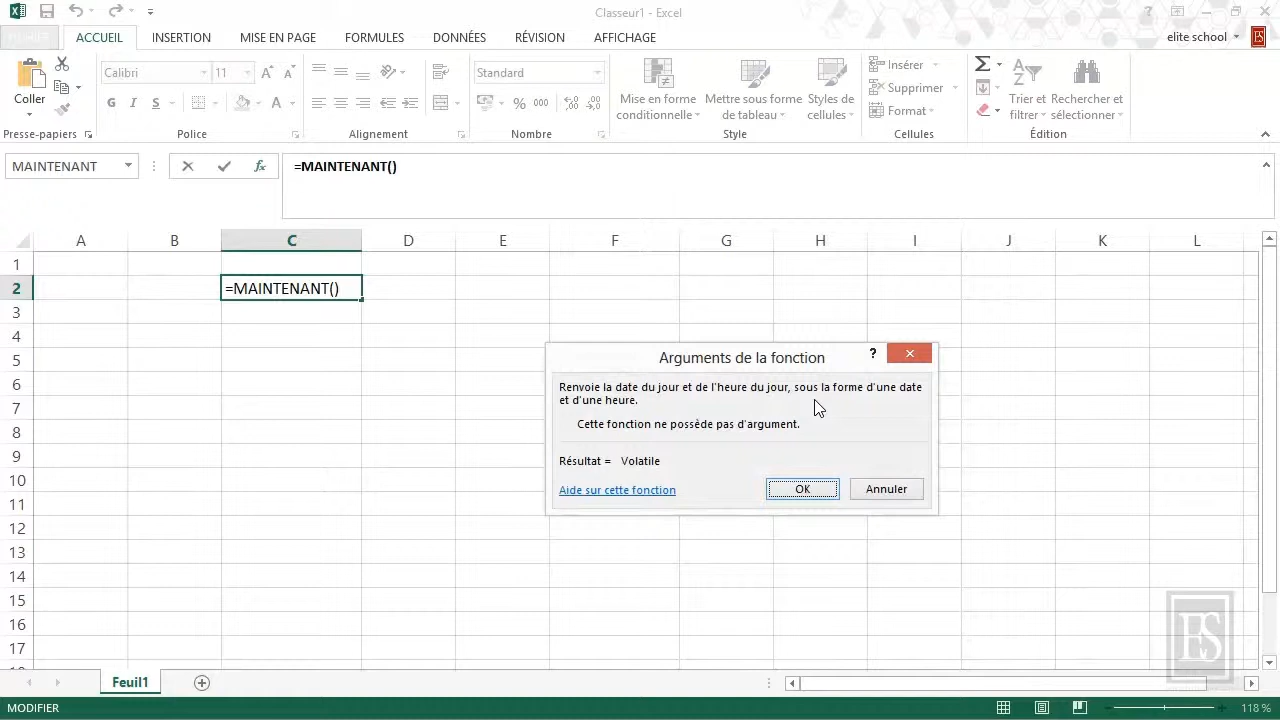 Classeur1 - Excel
FICHIER ACCUEIL INSERTION MISE EN PAGE FORMULES DONNÉES RÉVISION AFFICHAGE elite school ES
Coller
Presse-papiers
Calibri 11
G I S A
Police
Alignement
Standard
% 000
Nombre
Mise en forme conditionnelle
Mettre sous forme de tableau
Styles de cellules
Style
Insérer
Supprimer
Format
Cellules
Trier et filtrer
Rechercher et sélectionner
Édition
MAINTENANT fx =MAINTENANT()
A B C D E F G H I J K L
1
2 =MAINTENANT()
3
4
5
6
7
8
9
10
11
12
13
14
15
16
17
Arguments de la fonction ?
Renvoie la date du jour et de l'heure du jour, sous la forme d'une date
et d'une heure.
Cette fonction ne possède pas d'argument.
Résultat = Volatile
Aide sur cette fonction OK Annuler
ES
Feuil1
MODIFIER 118 %